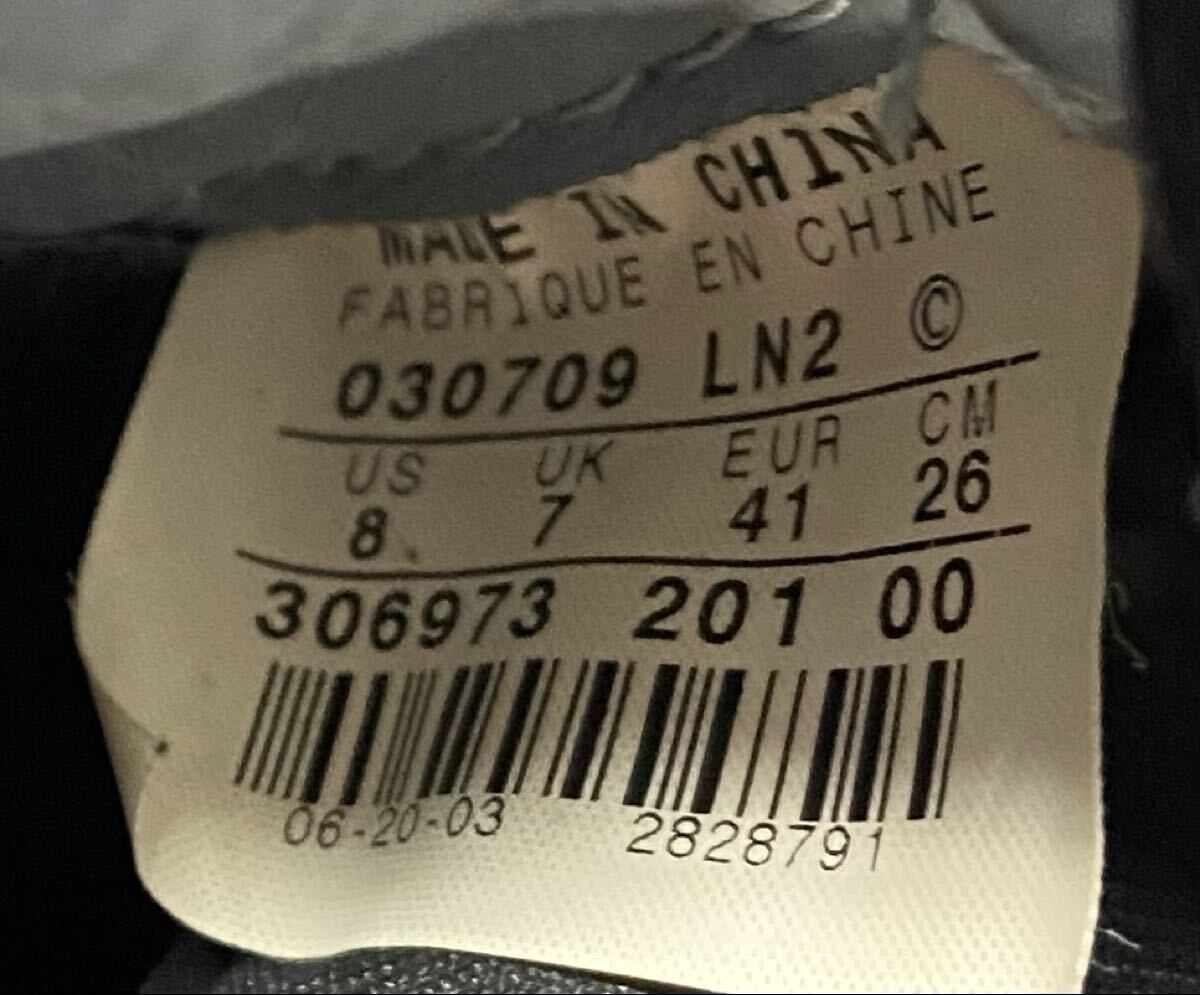 MADE IN CHINA
FABRIQUE EN CHINE
030709 LN2 ©
US UK EUR CM
8 7 41 26
306973 201 00
06-20-03 2828791